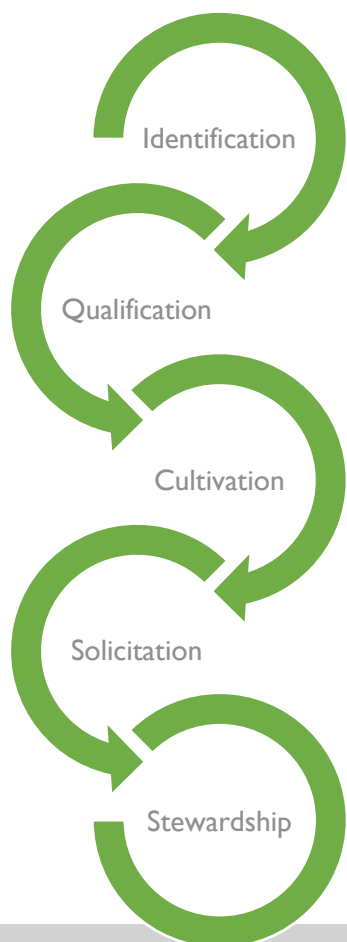 Identification
Qualification
Cultivation
Solicitation
Stewardship